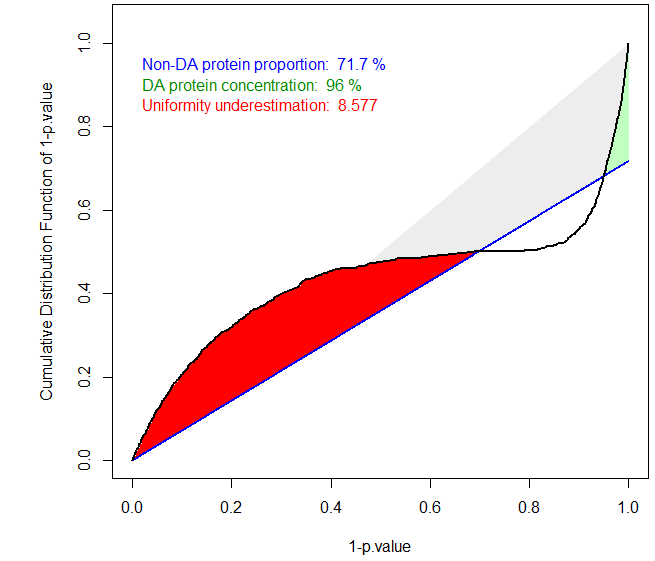 Non-DA protein proportion: 71.7 %
DA protein concentration: 96 %
Uniformity underestimation: 8.577
Cumulative Distribution Function of 1-p.value
1.0
0.8
0.6
0.4
0.2
0.0
0.0 0.2 0.4 0.6 0.8 1.0
1-p.value